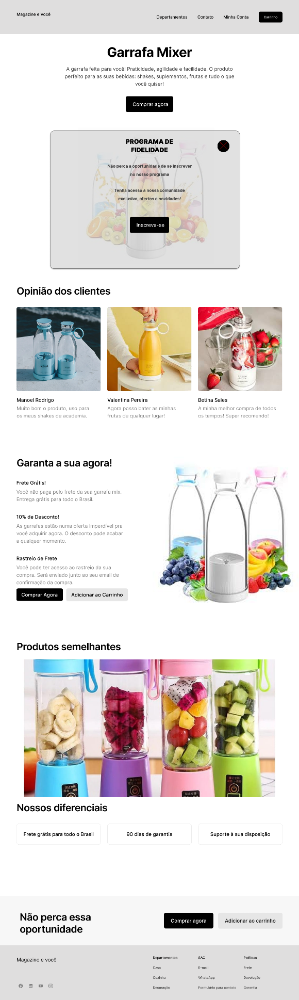 Magazine e Você
Departamentos
Contato
Minha Conta
Carrinho
Garrafa Mixer
A garrafa feita para você! Praticidade, agilidade e facilidade. O produto
perfeito para as suas bebidas: shakes, suplementos, frutas e tudo o que
você quiser!
Comprar agora
PROGRAMA DE
FIDELIDADE
Não perca a oportunidade de se inscrever
no nosso programa
Tenha acesso a nossa comunidade
exclusiva, ofertas e novidades!
Inscreva-se
Opinião dos clientes
FRESH
JUICE
Manoel Rodrigo
Muito bom o produto, uso para
os meus shakes de academia.
Valentina Pereira
Agora posso bater as minhas
frutas de qualquer lugar!
Betina Sales
A minha melhor compra de todos
os tempos! Super recomendo!
Garanta a sua agora!
Frete Grátis!
Você não paga pelo frete da sua garrafa mix.
Entrega grátis para todo o Brasil.
10% de Desconto!
As garrafas estão numa oferta imperdível pra
você adquirir agora. O desconto pode acabar
a qualquer momento.
Rastreio de Frete
Você pode ter acesso ao rastreio da sua
compra. Será enviado junto ao seu email de
confirmação da compra.
Comprar Agora
Adicionar ao Carrinho
Produtos semelhantes
Nossos diferenciais
Frete grátis para todo o Brasil
90 dias de garantia
Suporte à sua disposição
Não perca essa
oportunidade
Comprar agora
Adicionar ao carrinho
Magazine e você
Departamentos
Casa
Cozinha
Decoração
SAC
E-mail
WhatsApp
Formulário para contato
Políticas
Frete
Devolução
Garantia